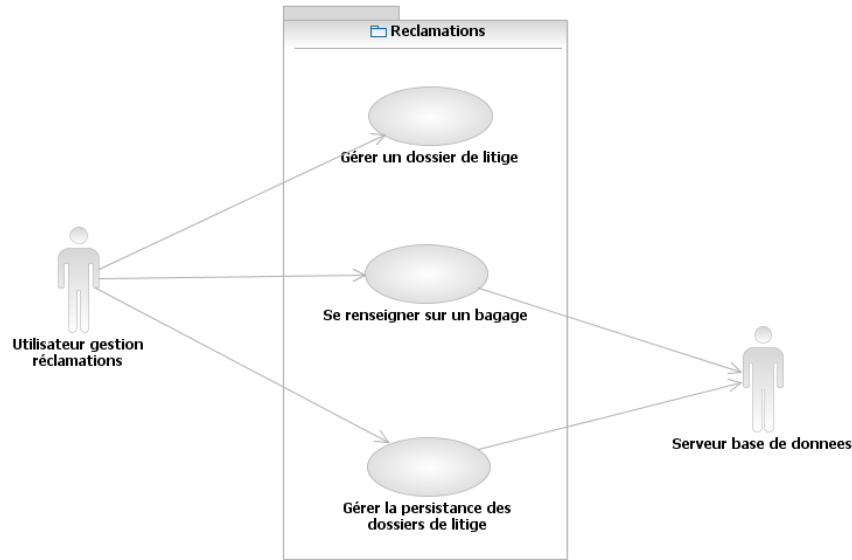 Reclamations
Gérer un dossier de litige
Se renseigner sur un bagage
Utilisateur gestion
réclamations
Serveur base de donnees
Gérer la persistance des
dossiers de litige